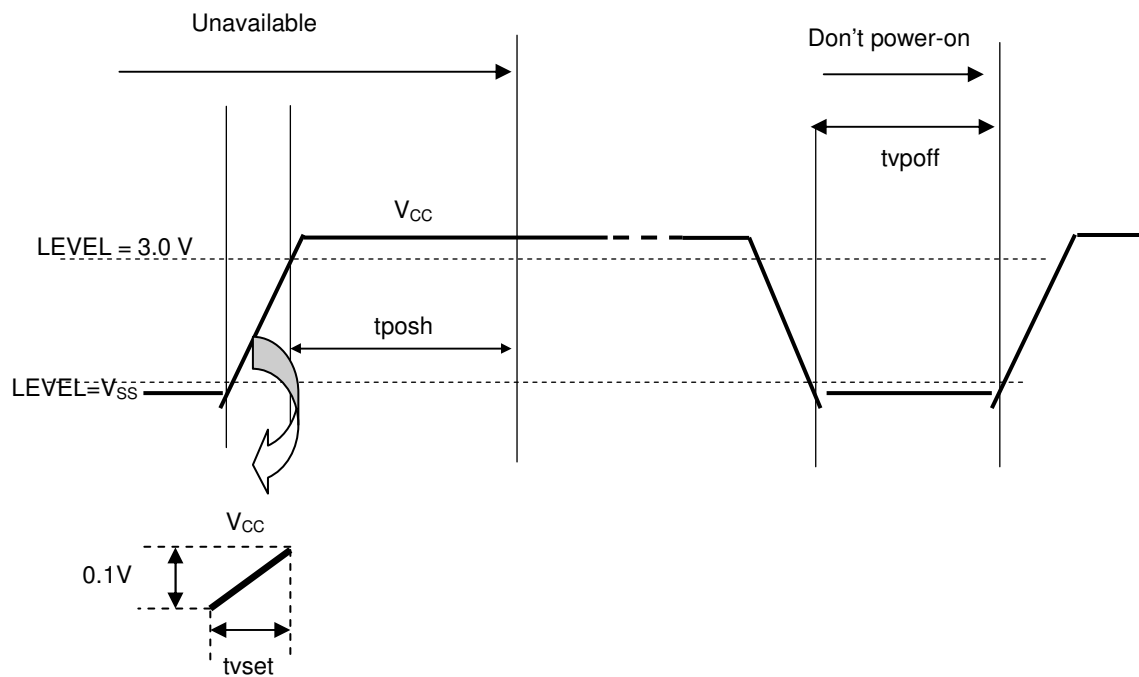 Unavailable
Don't power-on
tvpoff
VCC
LEVEL = 3.0 V
tposh
LEVEL=VSS
VCC
0.1V
tvset